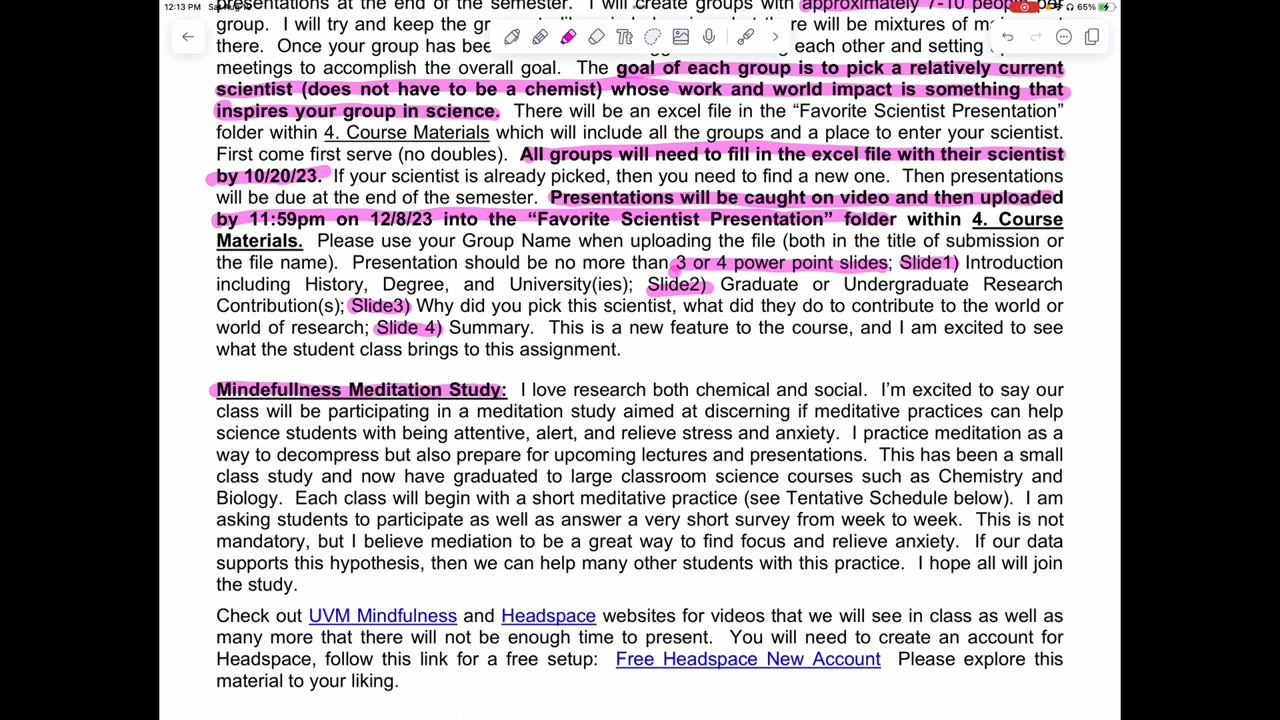 12:13 PM
65%
presentations at the end of the semester. I will create groups with approximately 7-10 people per
group. I will try and keep the there will be mixtures of
there. Once your group has each other and setting
meetings to accomplish the overall goal. The goal of each group is to pick a relatively current
scientist (does not have to be a chemist) whose work and world impact is something that
inspires your group in science. There will be an excel file in the “Favorite Scientist Presentation”
folder within 4. Course Materials which will include all the groups and a place to enter your scientist.
First come first serve (no doubles). All groups will need to fill in the excel file with their scientist
by 10/20/23. If your scientist is already picked, then you need to find a new one. Then presentations
will be due at the end of the semester. Presentations will be caught on video and then uploaded
by 11:59pm on 12/8/23 into the “Favorite Scientist Presentation” folder within 4. Course
Materials. Please use your Group Name when uploading the file (both in the title of submission or
the file name). Presentation should be no more than 3 or 4 power point slides; Slide1) Introduction
including History, Degree, and University(ies); Slide2) Graduate or Undergraduate Research
Contribution(s); Slide3) Why did you pick this scientist, what did they do to contribute to the world or
world of research; Slide 4) Summary. This is a new feature to the course, and I am excited to see
what the student class brings to this assignment.
Mindefullness Meditation Study: I love research both chemical and social. I’m excited to say our
class will be participating in a meditation study aimed at discerning if meditative practices can help
science students with being attentive, alert, and relieve stress and anxiety. I practice meditation as a
way to decompress but also prepare for upcoming lectures and presentations. This has been a small
class study and now have graduated to large classroom science courses such as Chemistry and
Biology. Each class will begin with a short meditative practice (see Tentative Schedule below). I am
asking students to participate as well as answer a very short survey from week to week. This is not
mandatory, but I believe mediation to be a great way to find focus and relieve anxiety. If our data
supports this hypothesis, then we can help many other students with this practice. I hope all will join
the study.
Check out UVM Mindfulness and Headspace websites for videos that we will see in class as well as
many more that there will not be enough time to present. You will need to create an account for
Headspace, follow this link for a free setup: Free Headspace New Account Please explore this
material to your liking.